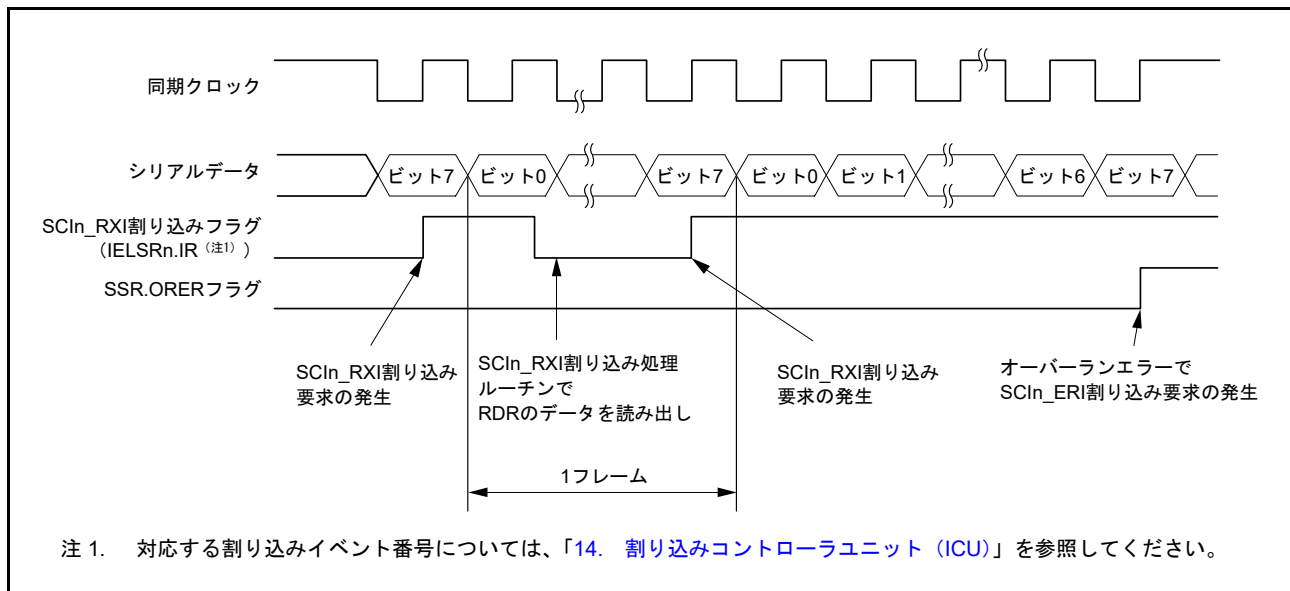 同期クロック
シリアルデータ
ビット7
ビット0
ビット7
ビット0
ビット1
ビット6
ビット7
SCIn_RXI割り込みフラグ
(IELSRn.IR (注1) )
SSR.ORERフラグ
SCIn_RXI割り込み
要求の発生
SCIn_RXI割り込み処理
ルーチンで
RDRのデータを読み出し
SCIn_RXI割り込み
要求の発生
オーバーランエラーで
SCIn_ERI割り込み要求の発生
1フレーム
注 1. 対応する割り込みイベント番号については、「14. 割り込みコントローラユニット（ICU）」を参照してください。